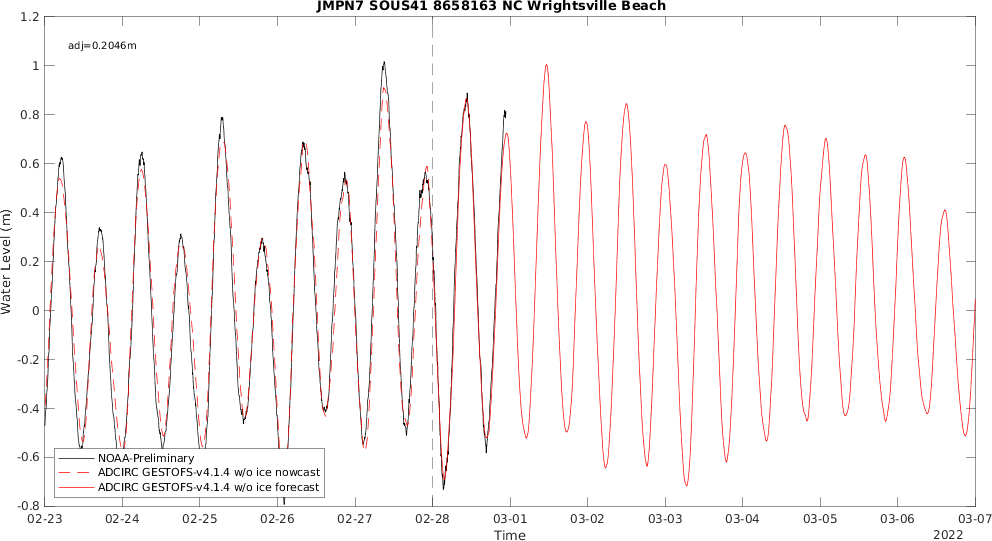 JMPN7 SOUS41 8658163 NC Wrightsville Beach
1.2
adj=0.2046m
1
0.8
0.6
0.4
0.2
0
-0.2
-0.4
-0.6
-0.8
Water Level (m)
NOAA-Preliminary
ADCIRC GESTOFS-v4.1.4 w/o ice nowcast
ADCIRC GESTOFS-v4.1.4 w/o ice forecast
02-23 02-24 02-25 02-26 02-27 02-28 03-01 03-02 03-03 03-04 03-05 03-06 03-07
Time
2022